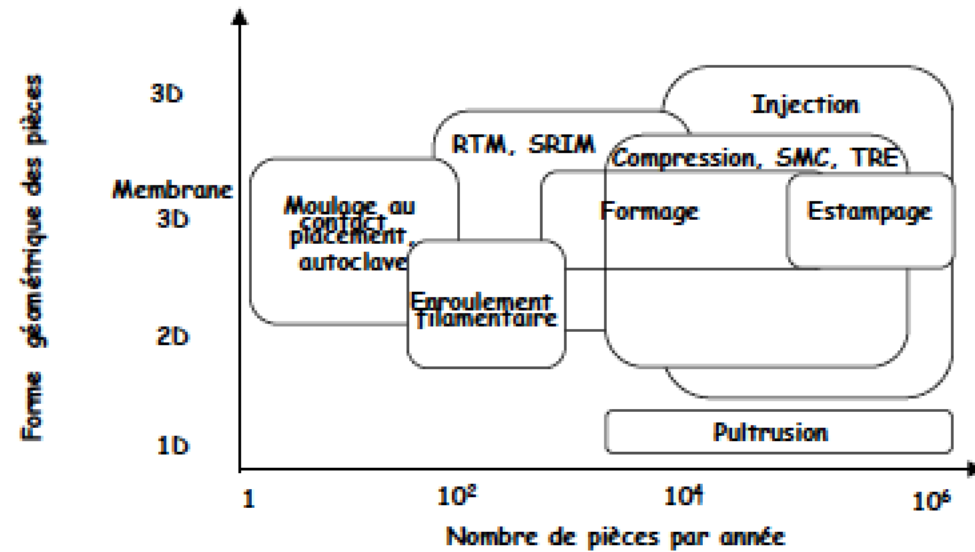 Forme géométrique des pièces
3D
Membrane
3D
2D
1D
Injection
RTM, SRIM
Compression, SMC, TRE
Moulage au
contact,
placement,
autoclave
Formage
Estampage
Enroulement
filamentaire
Pultrusion
1
10²
10⁴
10⁶
Nombre de pièces par année